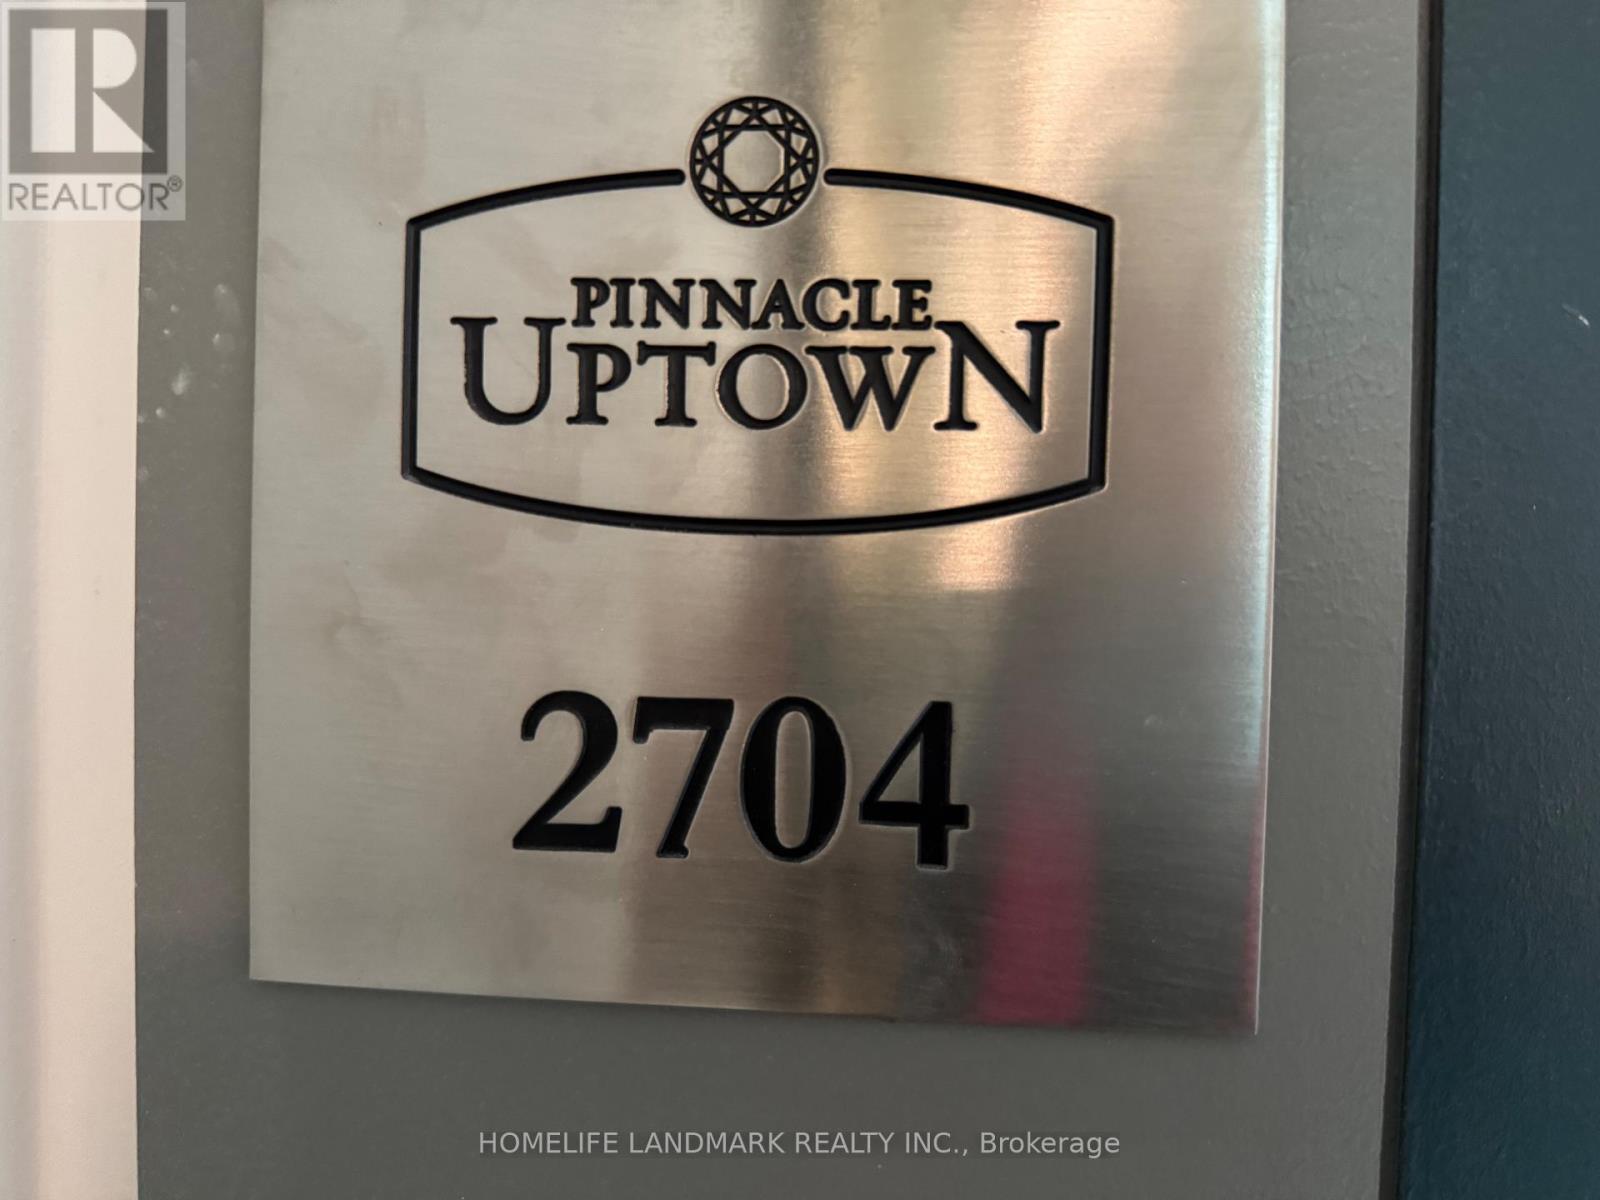 R
REALTOR®
PINNACLE
UPTOWN
2704
HOMELIFE LANDMARK REALTY INC., Brokerage